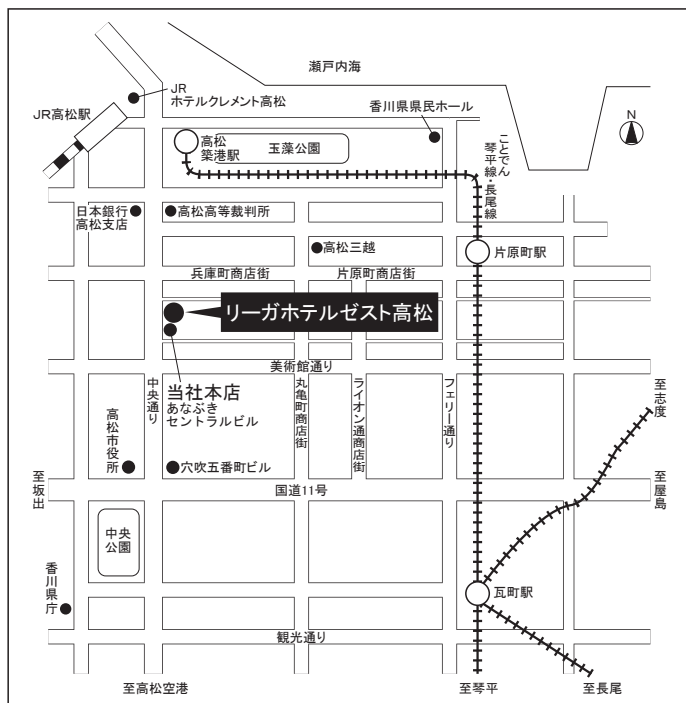 瀬戸内海
JR
ホテルクレメント高松
JR高松駅
香川県県民ホール
N
高松
築港駅
玉藻公園
ことでん
琴平線・長尾線
日本銀行
高松支店
高松高等裁判所
高松三越
片原町駅
兵庫町商店街
片原町商店街
リーガホテルゼスト高松
美術館通り
当社本店
あなぶき
セントラルビル
中央通り
丸亀町商店街
ライオン通商店街
フェリー通り
至志度
高松市役所
穴吹五番町ビル
至坂出
国道11号
至屋島
中央
公園
香川県庁
瓦町駅
観光通り
至高松空港
至琴平
至長尾